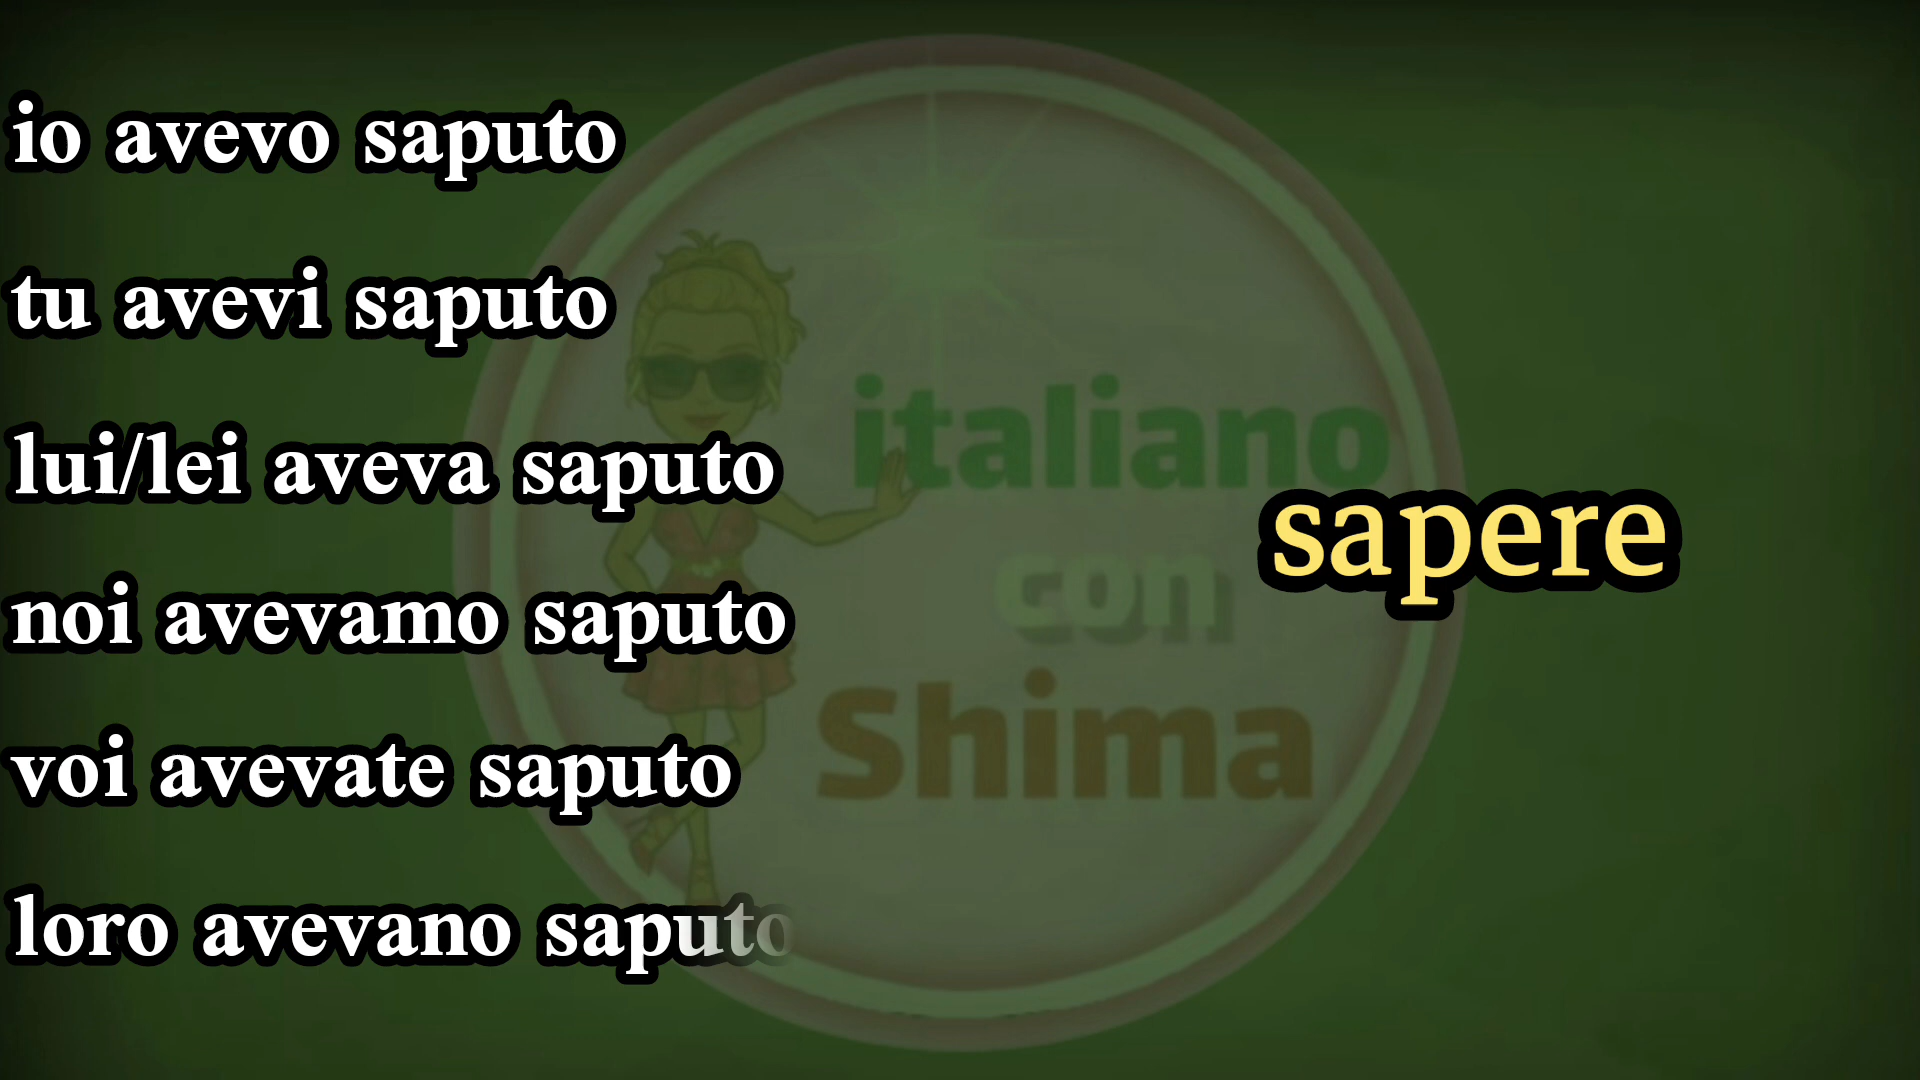 io avevo saputo
tu avevi saputo
lui/lei aveva saputo
noi avevamo saputo
voi avevate saputo
loro avevano saputo
italiano
con
Shima
sapere